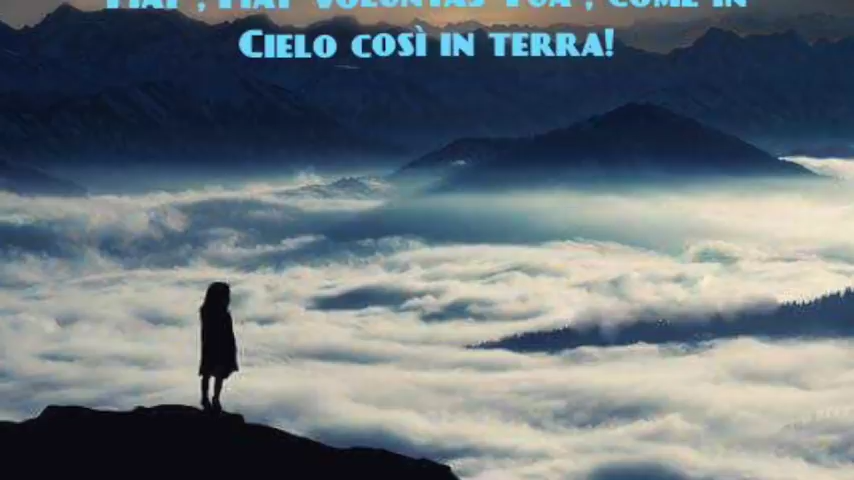 FIAT , FIAT VOLUNTAS TUA , COME IN
CIELO COSÌ IN TERRA!